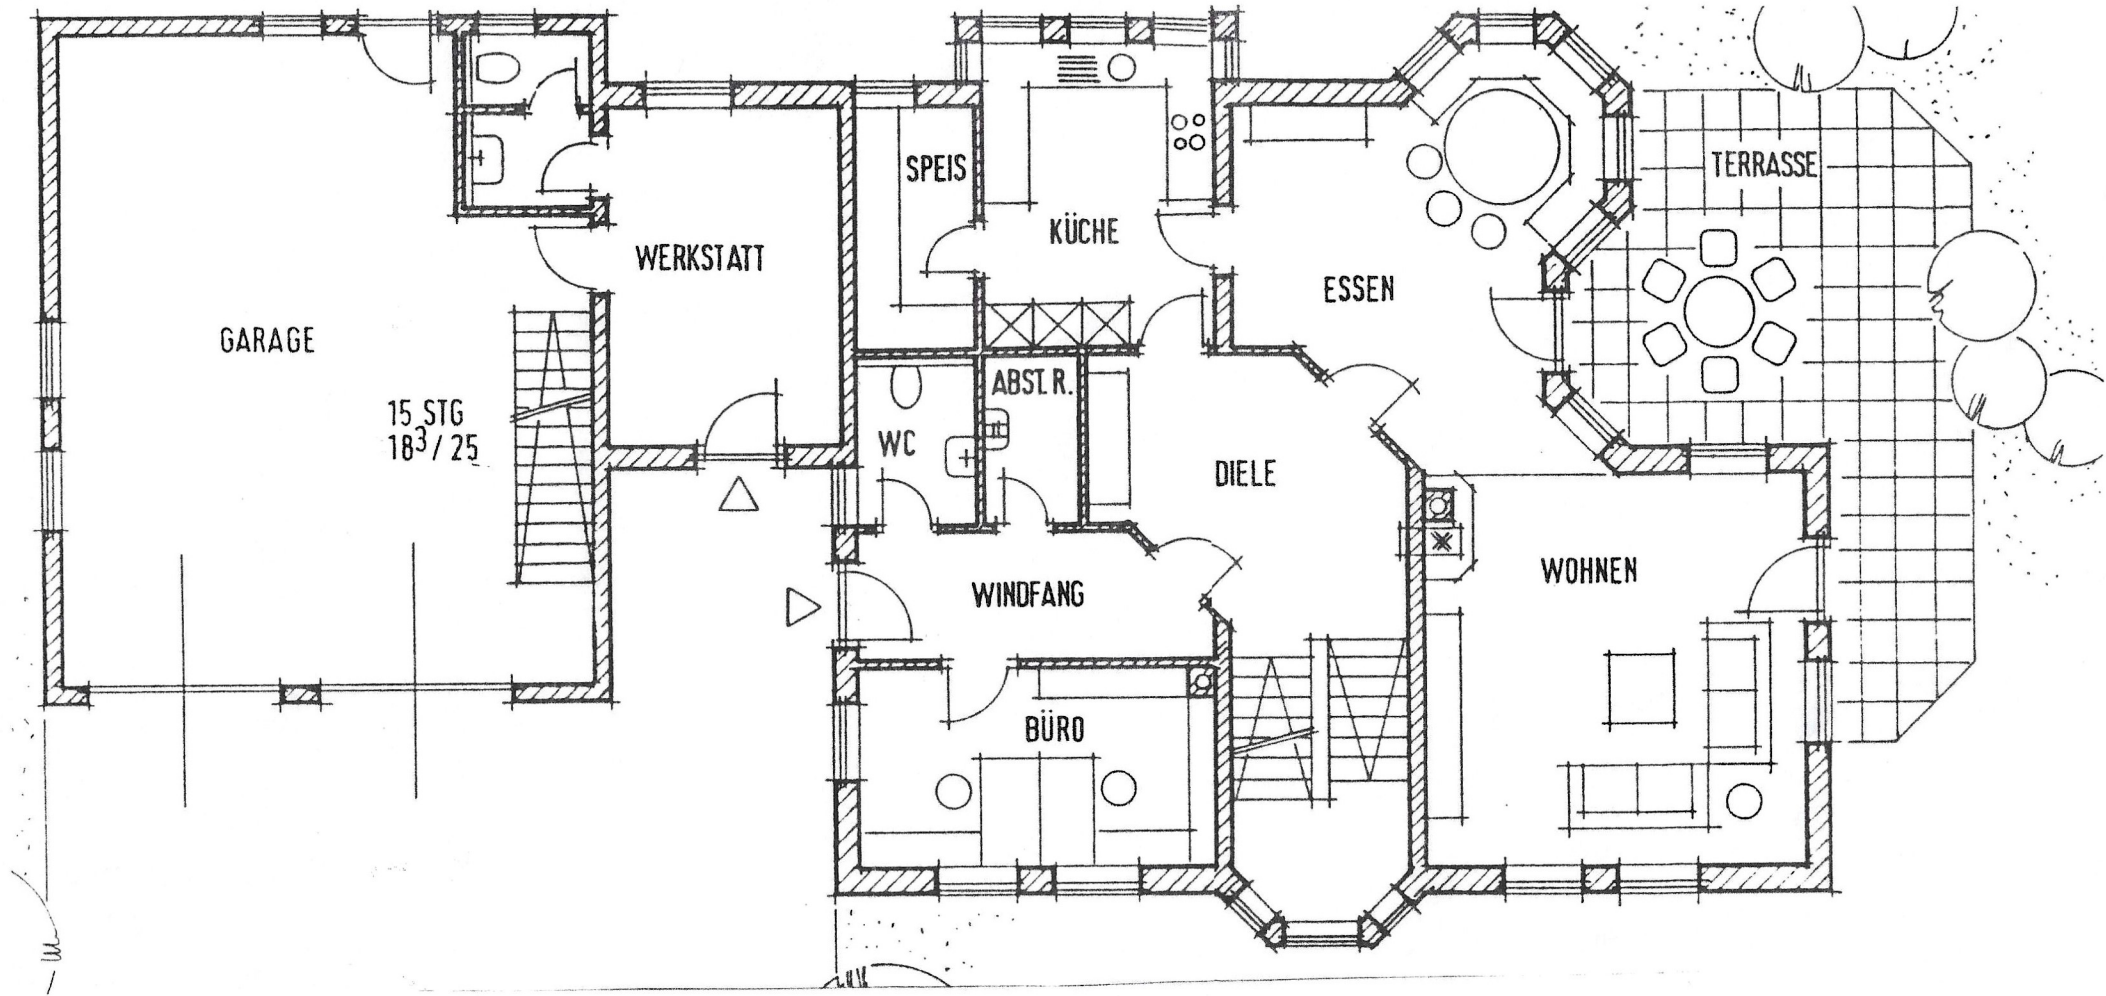 SPEIS
TERRASSE
KÜCHE
WERKSTATT
ESSEN
GARAGE
ABST.R.
15 STG
18³/25
WC
DIELE
WOHNEN
WINDFANG
BÜRO